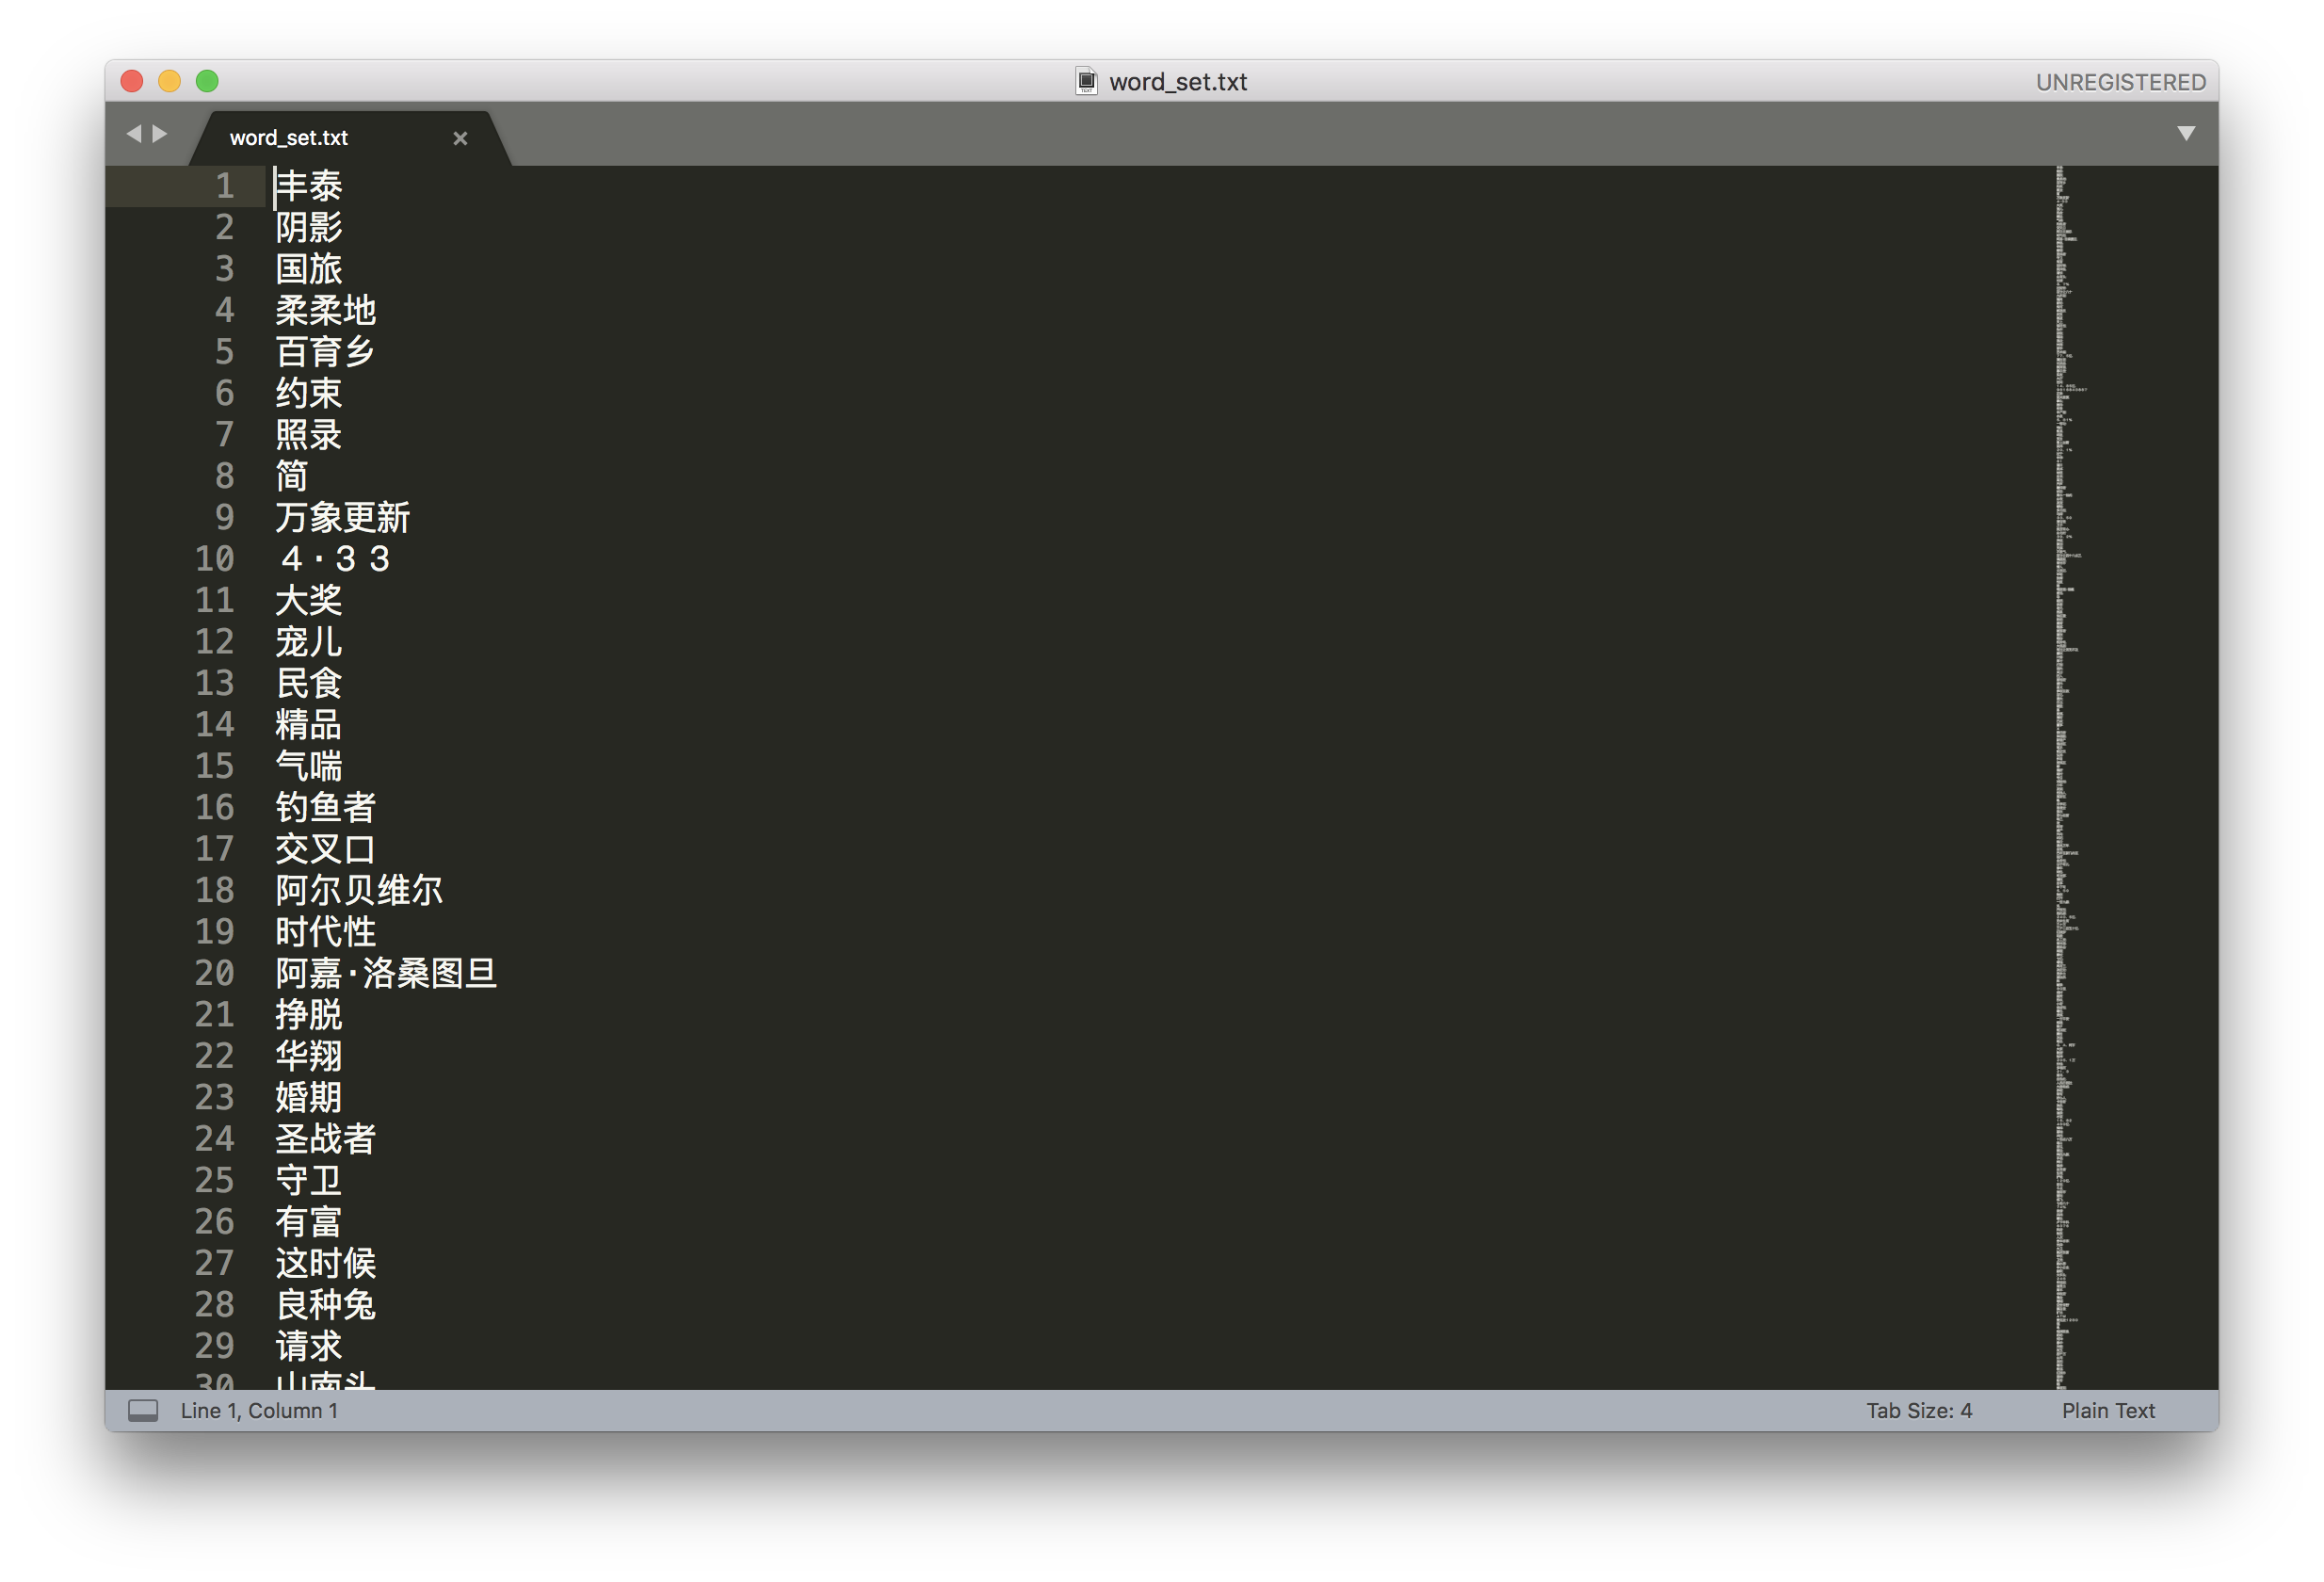 word_set.txt
UNREGISTERED
word_set.txt
1 丰泰
2 阴影
3 国旅
4 柔柔地
5 百育乡
6 约束
7 照录
8 简
9 万象更新
10 ４·３３
11 大奖
12 宠儿
13 民食
14 精品
15 气喘
16 钓鱼者
17 交叉口
18 阿尔贝维尔
19 时代性
20 阿嘉·洛桑图旦
21 挣脱
22 华翔
23 婚期
24 圣战者
25 守卫
26 有富
27 这时候
28 良种兔
29 请求
30 山南头
Line 1, Column 1
Tab Size: 4
Plain Text